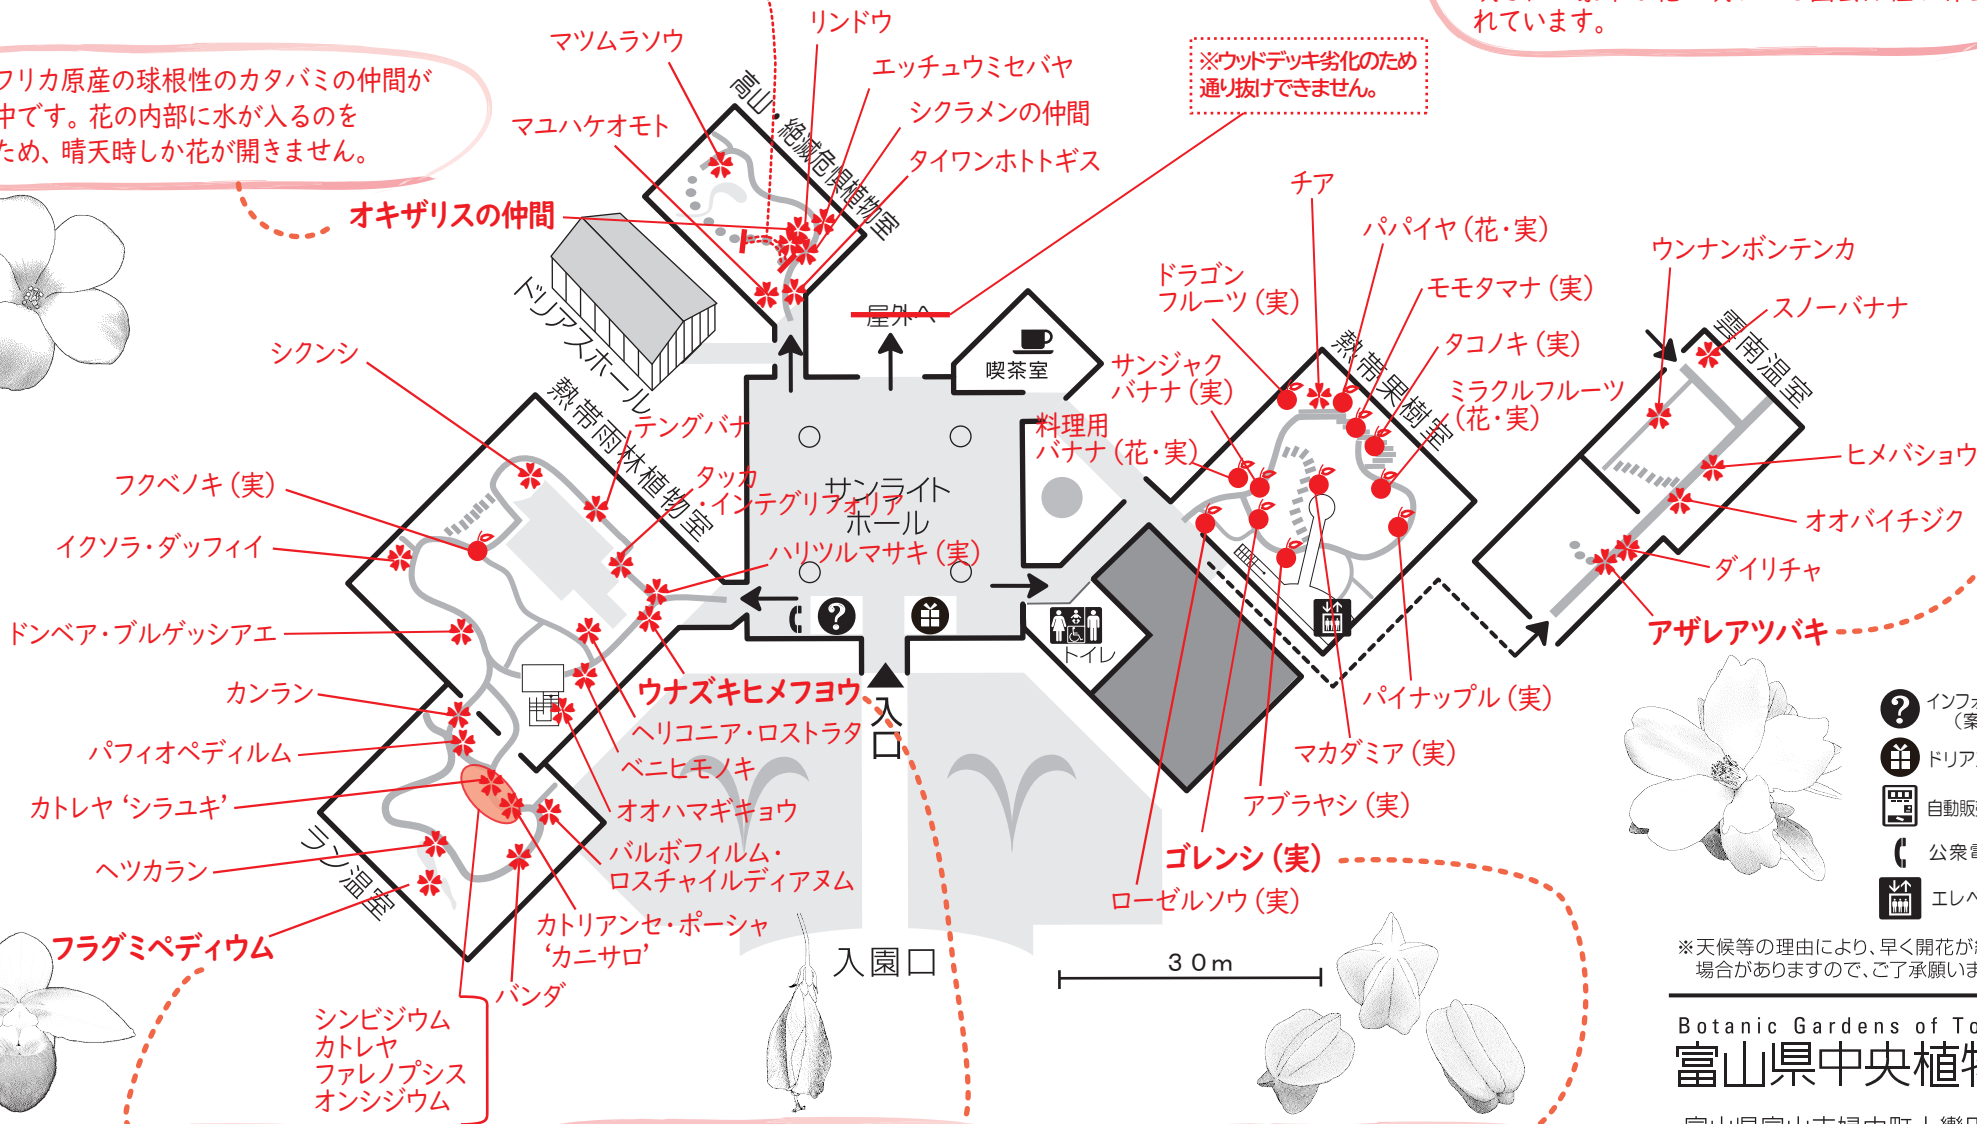 フリカ原産の球根性のカタバミの仲間が
中です。花の内部に水が入るのを
ため、晴天時しか花が開きません。
れています。
※ウッドデッキ劣化のため
通り抜けできません。
リンドウ
マツムラソウ
エッチュウミセバヤ
シクラメンの仲間
マユハケオモト
タイワンホトトギス
オキザリスの仲間
高山・絶滅危惧植物室
ドリアスホール
屋外へ
喫茶室
チア
パパイヤ（花・実）
ドラゴン
フルーツ（実）
モモタマナ（実）
サンジャク
バナナ（実）
タコノキ（実）
ミラクルフルーツ
（花・実）
料理用
バナナ（花・実）
熱帯果樹室
ウンナンボンテンカ
スノーバナナ
雲南温室
ヒメバショウ
オオバイチジク
ダイリチャ
アザレアツバキ
シクンシ
熱帯雨林植物室
テングバナ
フクベノキ（実）
タッカ
・インテグリフォリア
サンライト
ホール
イクソラ・ダッフィイ
ハリツルマサキ（実）
ドンベア・ブルゲッシアエ
トイレ
カンラン
ウナズキヒメフヨウ
入口
パイナップル（実）
ヘリコニア・ロストラタ
パフィオペディルム
ベニヒモノキ
マカダミア（実）
カトレヤ ‘シラユキ’
オオハマギキョウ
アブラヤシ（実）
ヘツカラン
バルボフィルム・
ロスチャイルディアヌム
ゴレンシ（実）
ローゼルソウ（実）
ラン温室
カトリアンセ・ポーシャ
‘カニサロ’
フラグミペディウム
バンダ
入園口
30m
シンビジウム
カトレヤ
ファレノプシス
オンシジウム
インフォ
（案
ドリア
自動販
公衆電
エレベ
※天候等の理由により、早く開花が
場合がありますので、ご了承願いま
Botanic Gardens of To
富山県中央植物